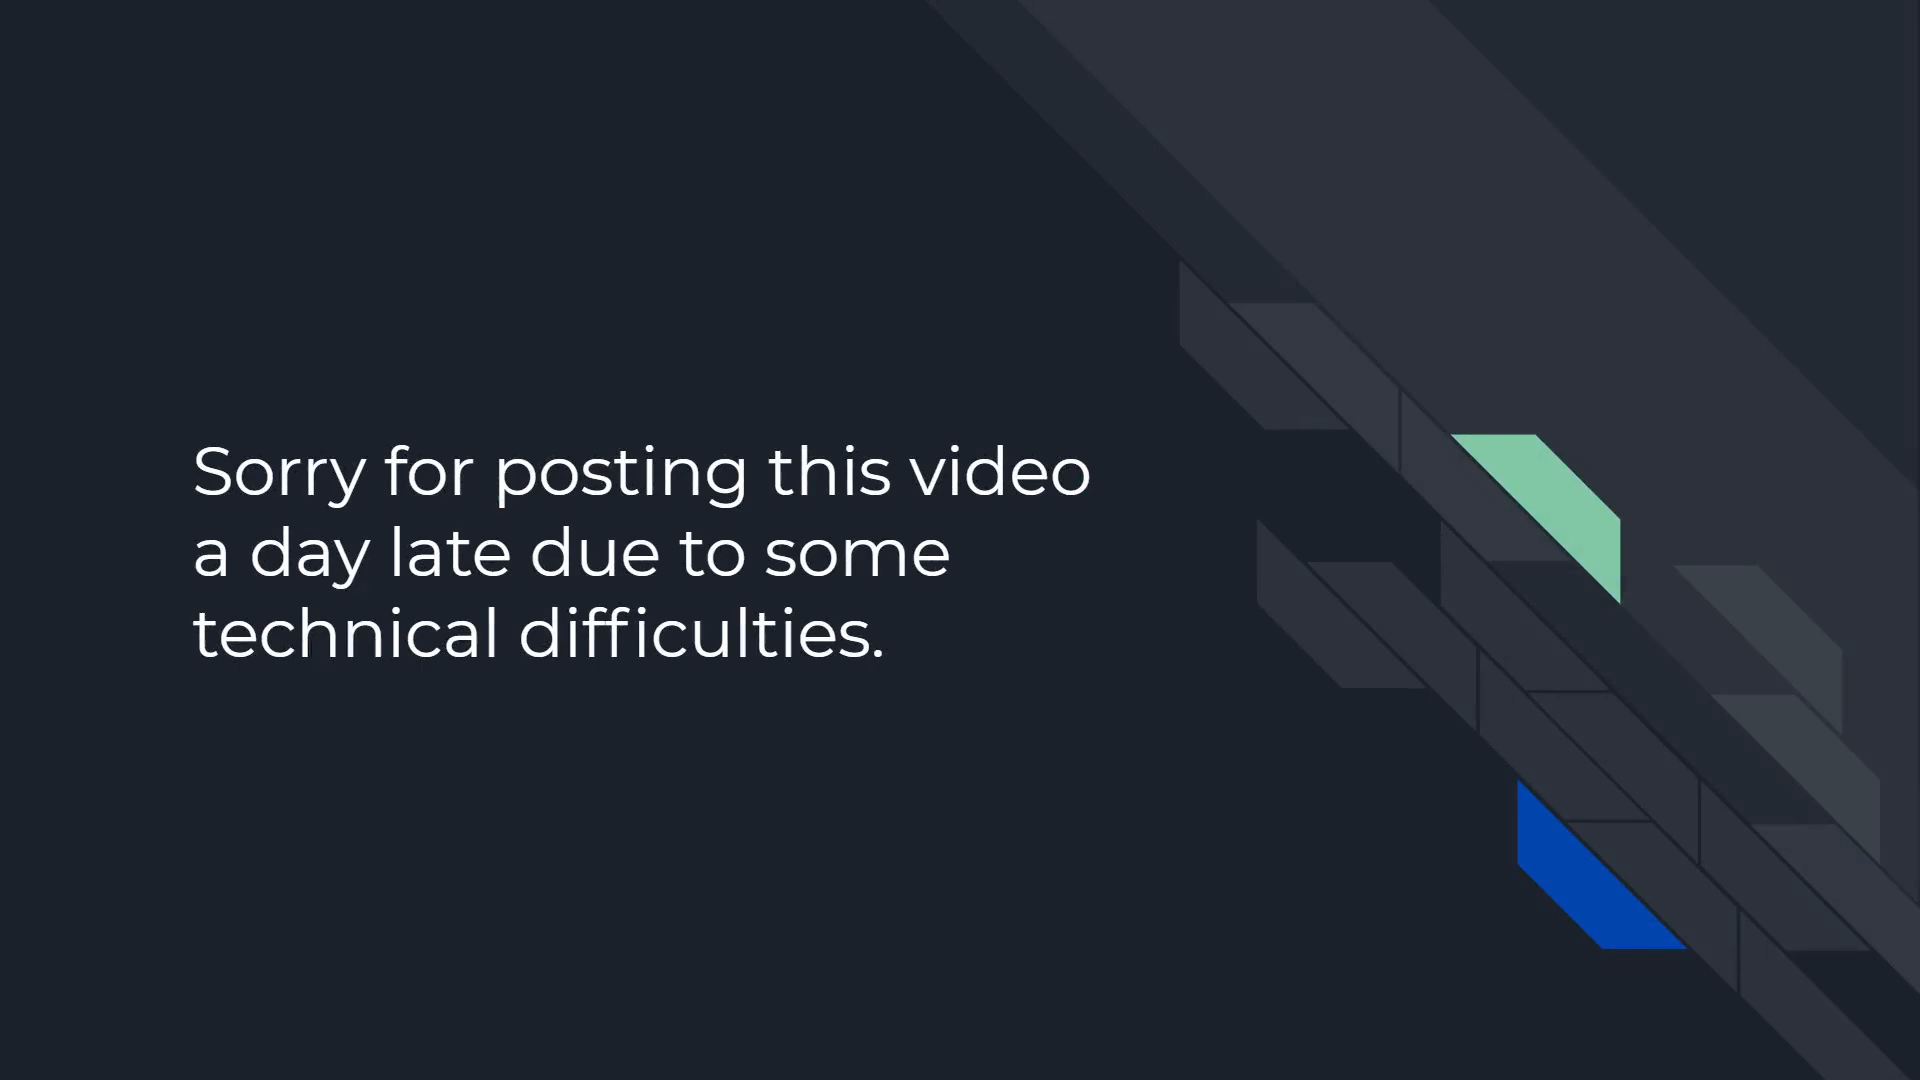 Sorry for posting this video
a day late due to some
technical difficulties.